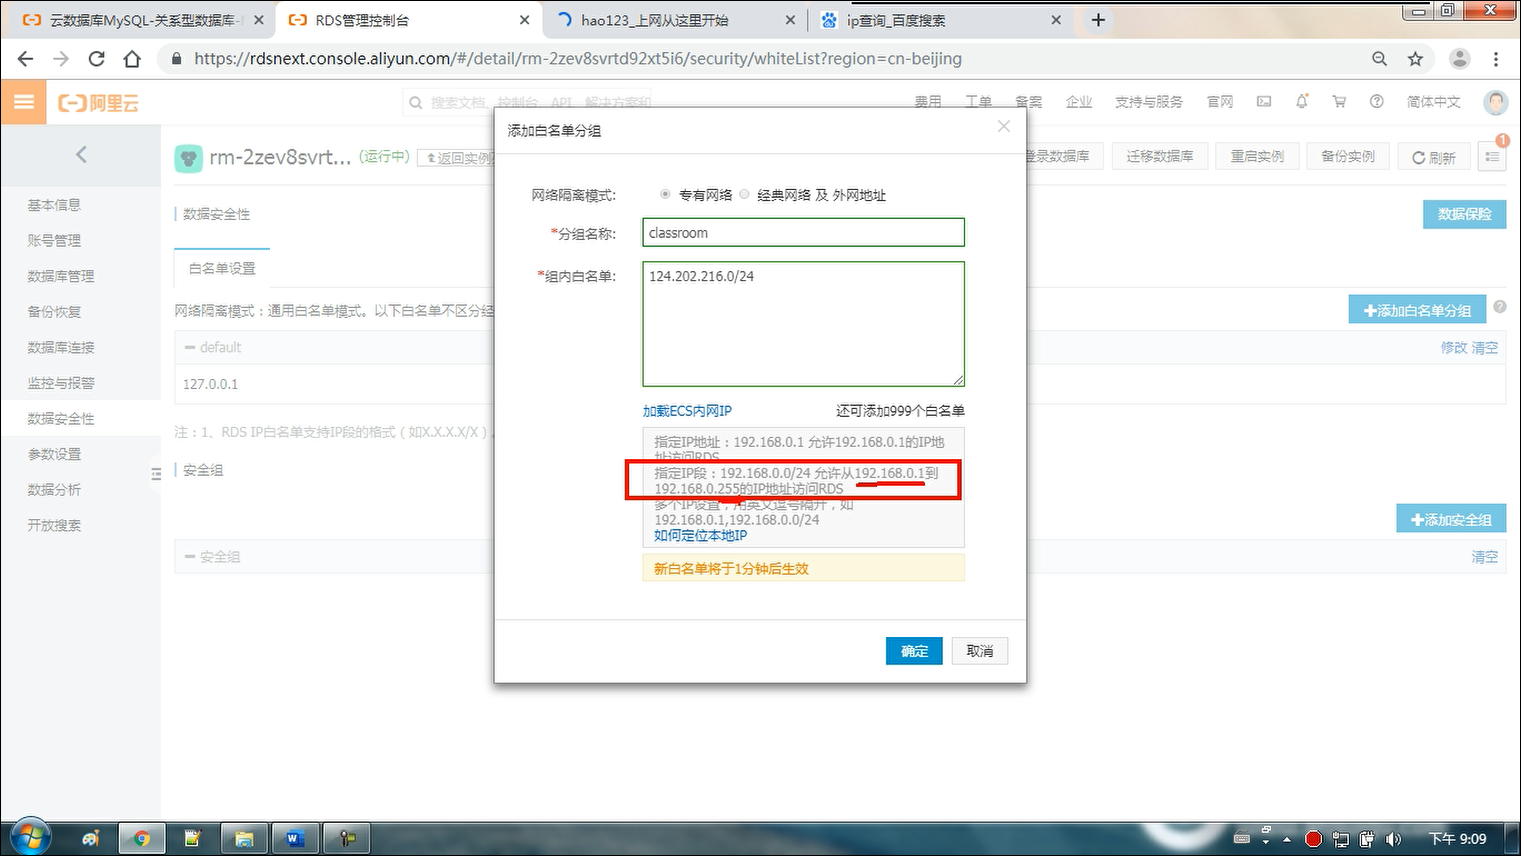 云数据库MySQL-关系型数据库-
RDS管理控制台
hao123_上网从这里开始
ip查询_百度搜索
https://rdsnext.console.aliyun.com/#/detail/rm-2zev8svrtd92xt5i6/security/whiteList?region=cn-beijing
阿里云
搜索文档、控制台、API、解决方案和
费用
工单
备案
企业
支持与服务
官网
简体中文
添加白名单分组
rm-2zev8svrt...
(运行中)
返回实例
登录数据库
迁移数据库
重启实例
备份实例
刷新
1
基本信息
账号管理
数据库管理
备份恢复
数据库连接
监控与报警
数据安全性
参数设置
数据分析
开放搜索
数据安全性
数据保险
白名单设置
网络隔离模式：通用白名单模式。以下白名单不区分经
添加白名单分组
default
修改 清空
127.0.0.1
注：1、RDS IP白名单支持IP段的格式（如X.X.X.X/X）
安全组
添加安全组
安全组
清空
网络隔离模式:
专有网络
经典网络 及 外网地址
*分组名称:
classroom
*组内白名单:
124.202.216.0/24
加载ECS内网IP
还可添加999个白名单
指定IP地址：192.168.0.1 允许192.168.0.1的IP地
址访问RDS
指定IP段：192.168.0.0/24 允许从192.168.0.1到
192.168.0.255的IP地址访问RDS
多个IP设置，用英文逗号隔开，如
192.168.0.1,192.168.0.0/24
如何定位本地IP
新白名单将于1分钟后生效
确定
取消
下午 9:09